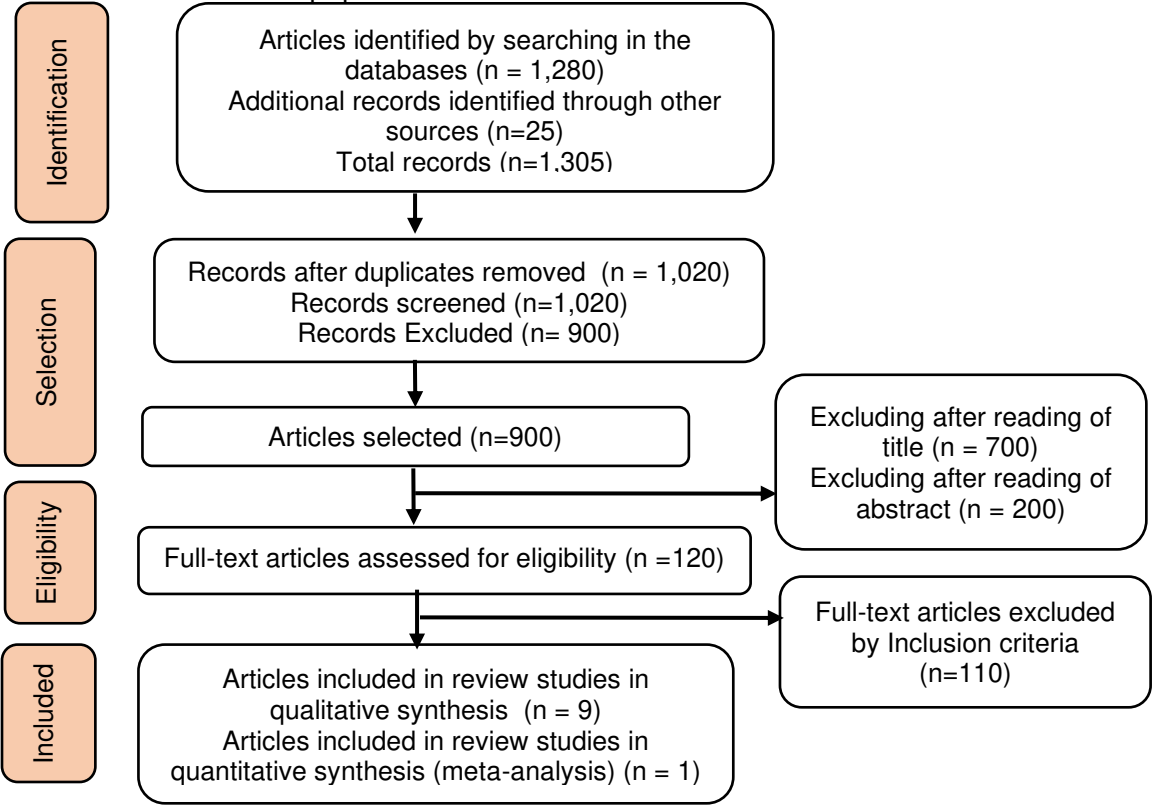 Identification
Articles identified by searching in the
databases (n = 1,280)
Additional records identified through other
sources (n=25)
Total records (n=1,305)
Selection
Records after duplicates removed  (n = 1,020)
Records screened (n=1,020)
Records Excluded (n= 900)
Articles selected (n=900)
Excluding after reading of
title (n = 700)
Excluding after reading of
abstract (n = 200)
Eligibility
Full-text articles assessed for eligibility (n =120)
Full-text articles excluded
by Inclusion criteria
(n=110)
Included
Articles included in review studies in
qualitative synthesis  (n = 9)
Articles included in review studies in
quantitative synthesis (meta-analysis) (n = 1)